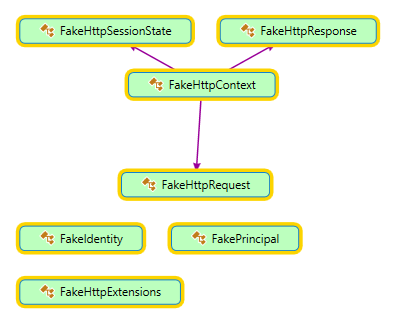 FakeHttpSessionState
FakeHttpResponse
FakeHttpContext
FakeHttpRequest
FakeIdentity
FakePrincipal
FakeHttpExtensions